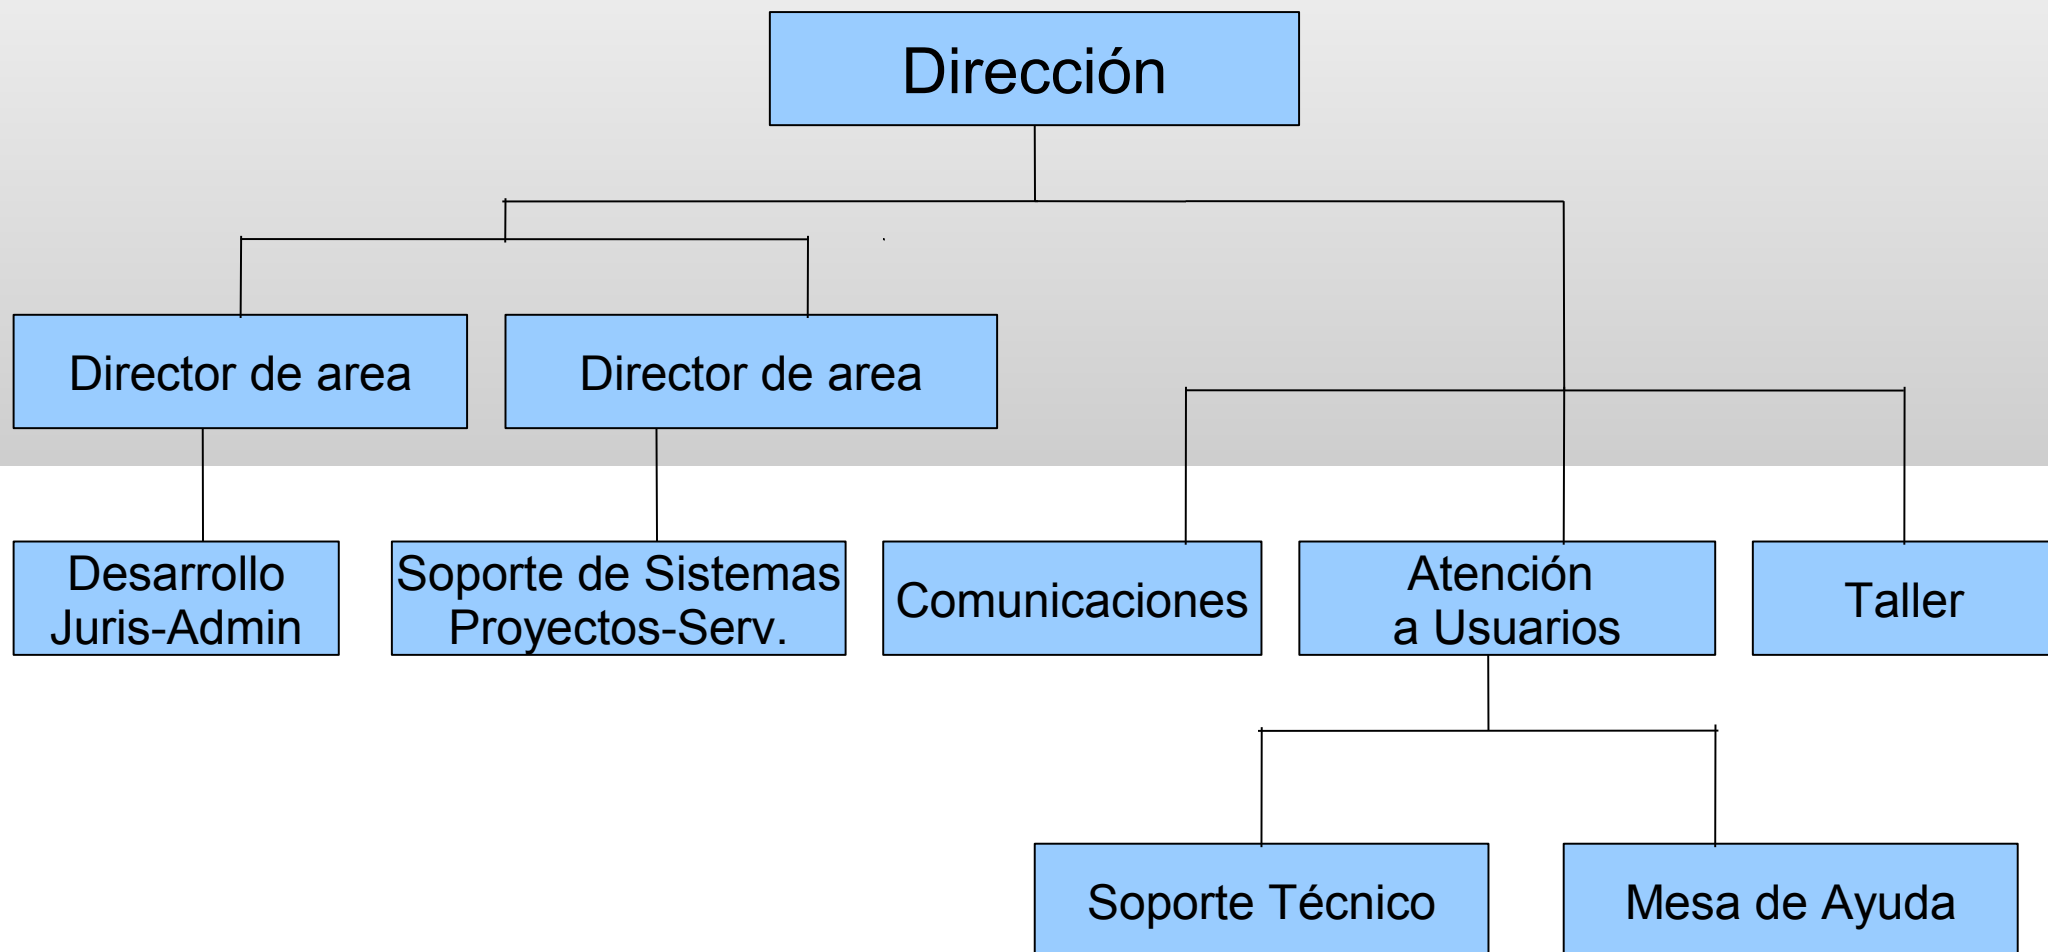 Dirección
Director de area
Director de area
Desarrollo
Juris-Admin
Soporte de Sistemas
Proyectos-Serv.
Comunicaciones
Atención
a Usuarios
Taller
Soporte Técnico
Mesa de Ayuda